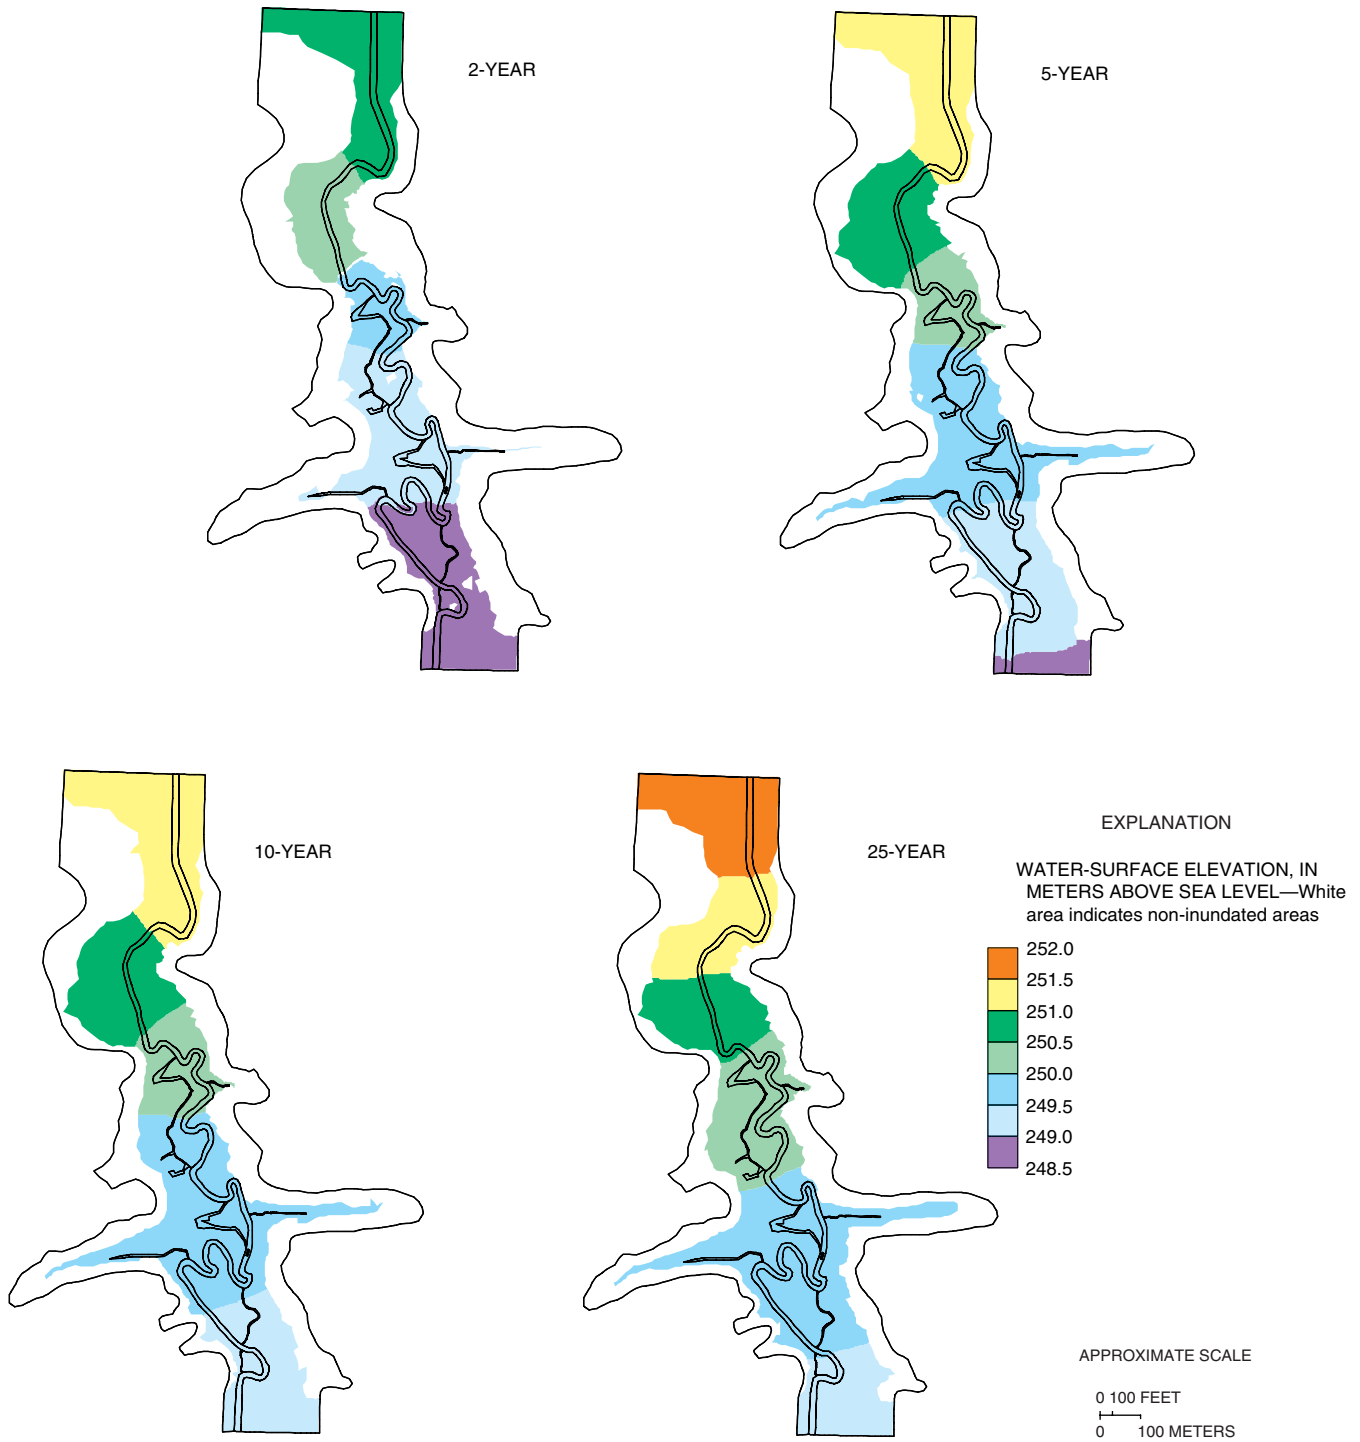 2-YEAR
5-YEAR
10-YEAR
25-YEAR
EXPLANATION
WATER-SURFACE ELEVATION, IN
METERS ABOVE SEA LEVEL—White
area indicates non-inundated areas
252.0
251.5
251.0
250.5
250.0
249.5
249.0
248.5
APPROXIMATE SCALE
0 100 FEET
0 100 METERS